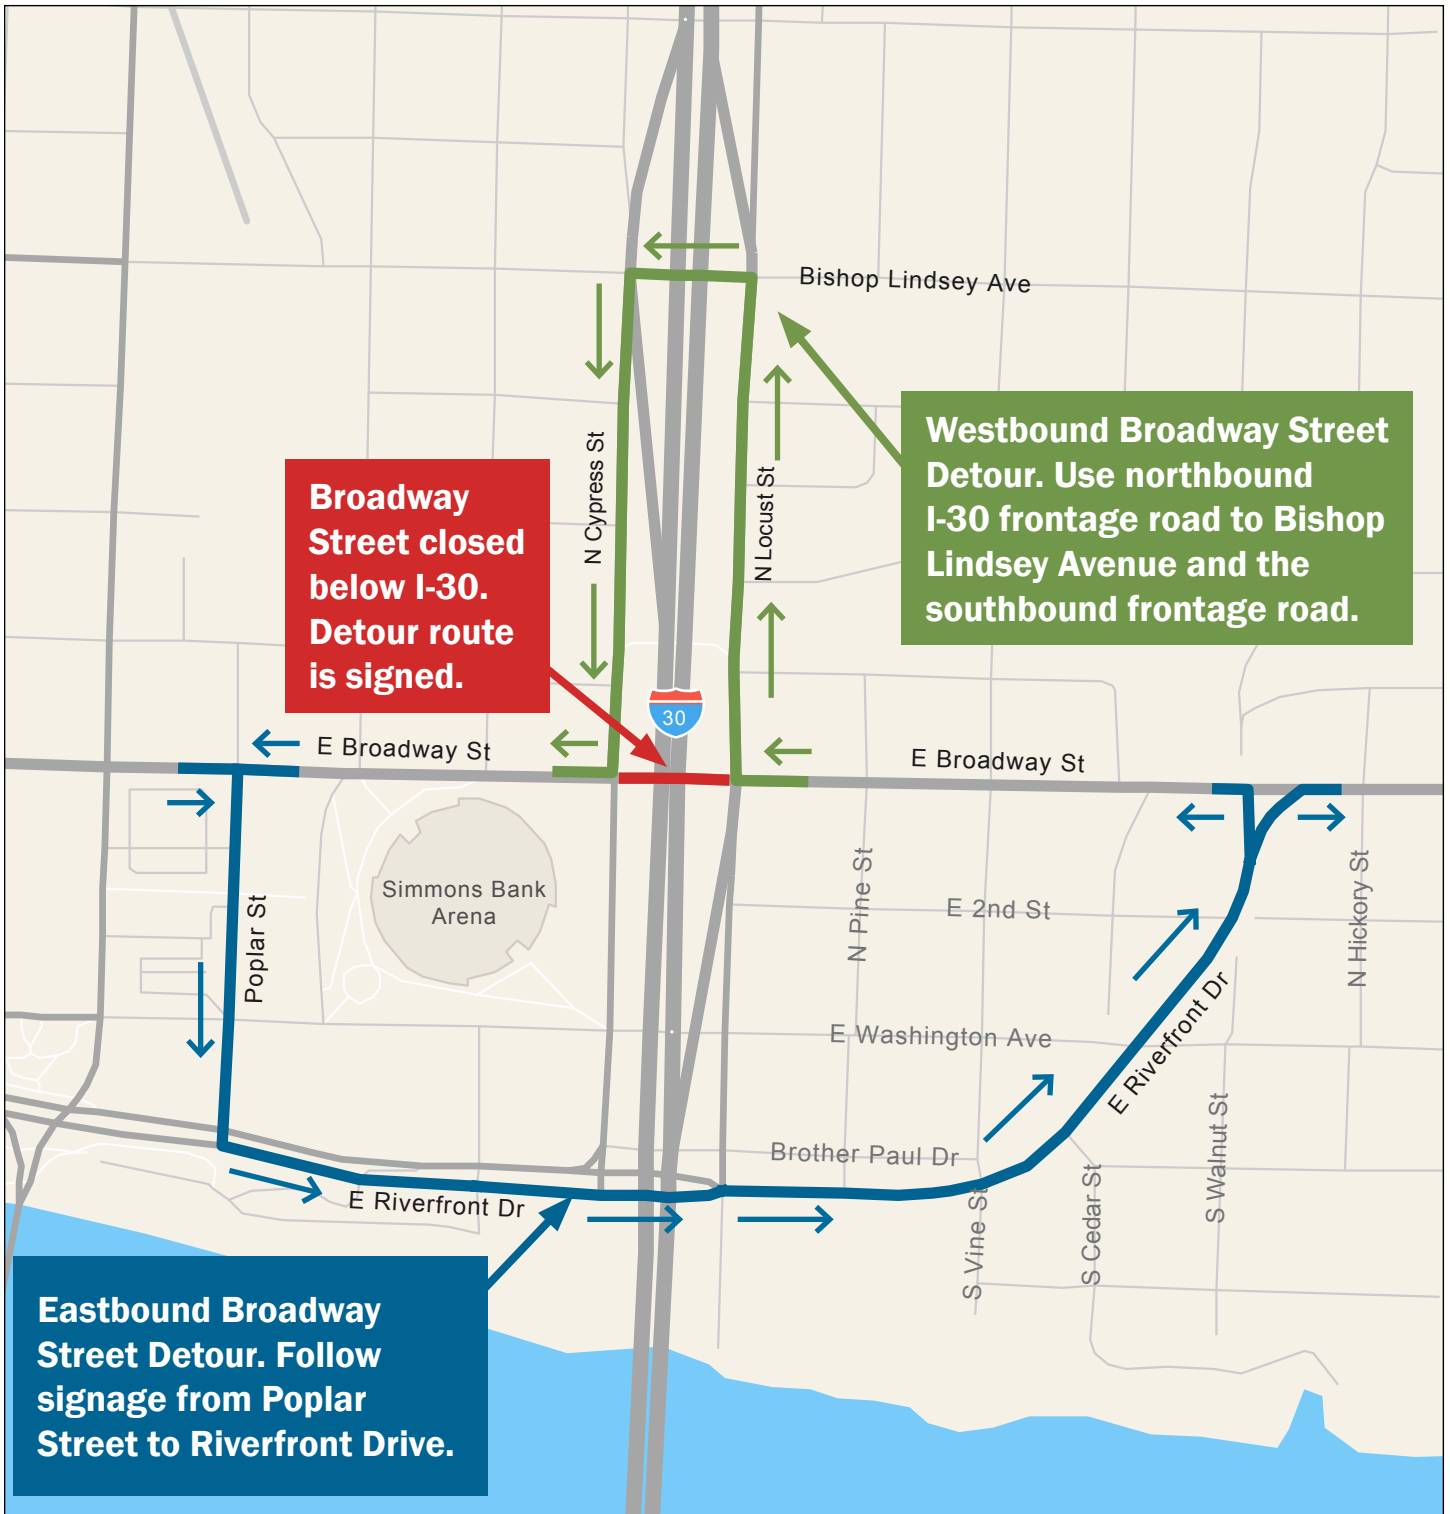 Bishop Lindsey Ave
Westbound Broadway Street
Detour. Use northbound
I-30 frontage road to Bishop
Lindsey Avenue and the
southbound frontage road.
N Cypress St
N Locust St
Broadway
Street closed
below I-30.
Detour route
is signed.
30
E Broadway St
E Broadway St
Simmons Bank
Arena
Poplar St
N Pine St
E 2nd St
N Hickory St
E Washington Ave
E Riverfront Dr
Brother Paul Dr
S Walnut St
S Cedar St
S Vine St
E Riverfront Dr
Eastbound Broadway
Street Detour. Follow
signage from Poplar
Street to Riverfront Drive.